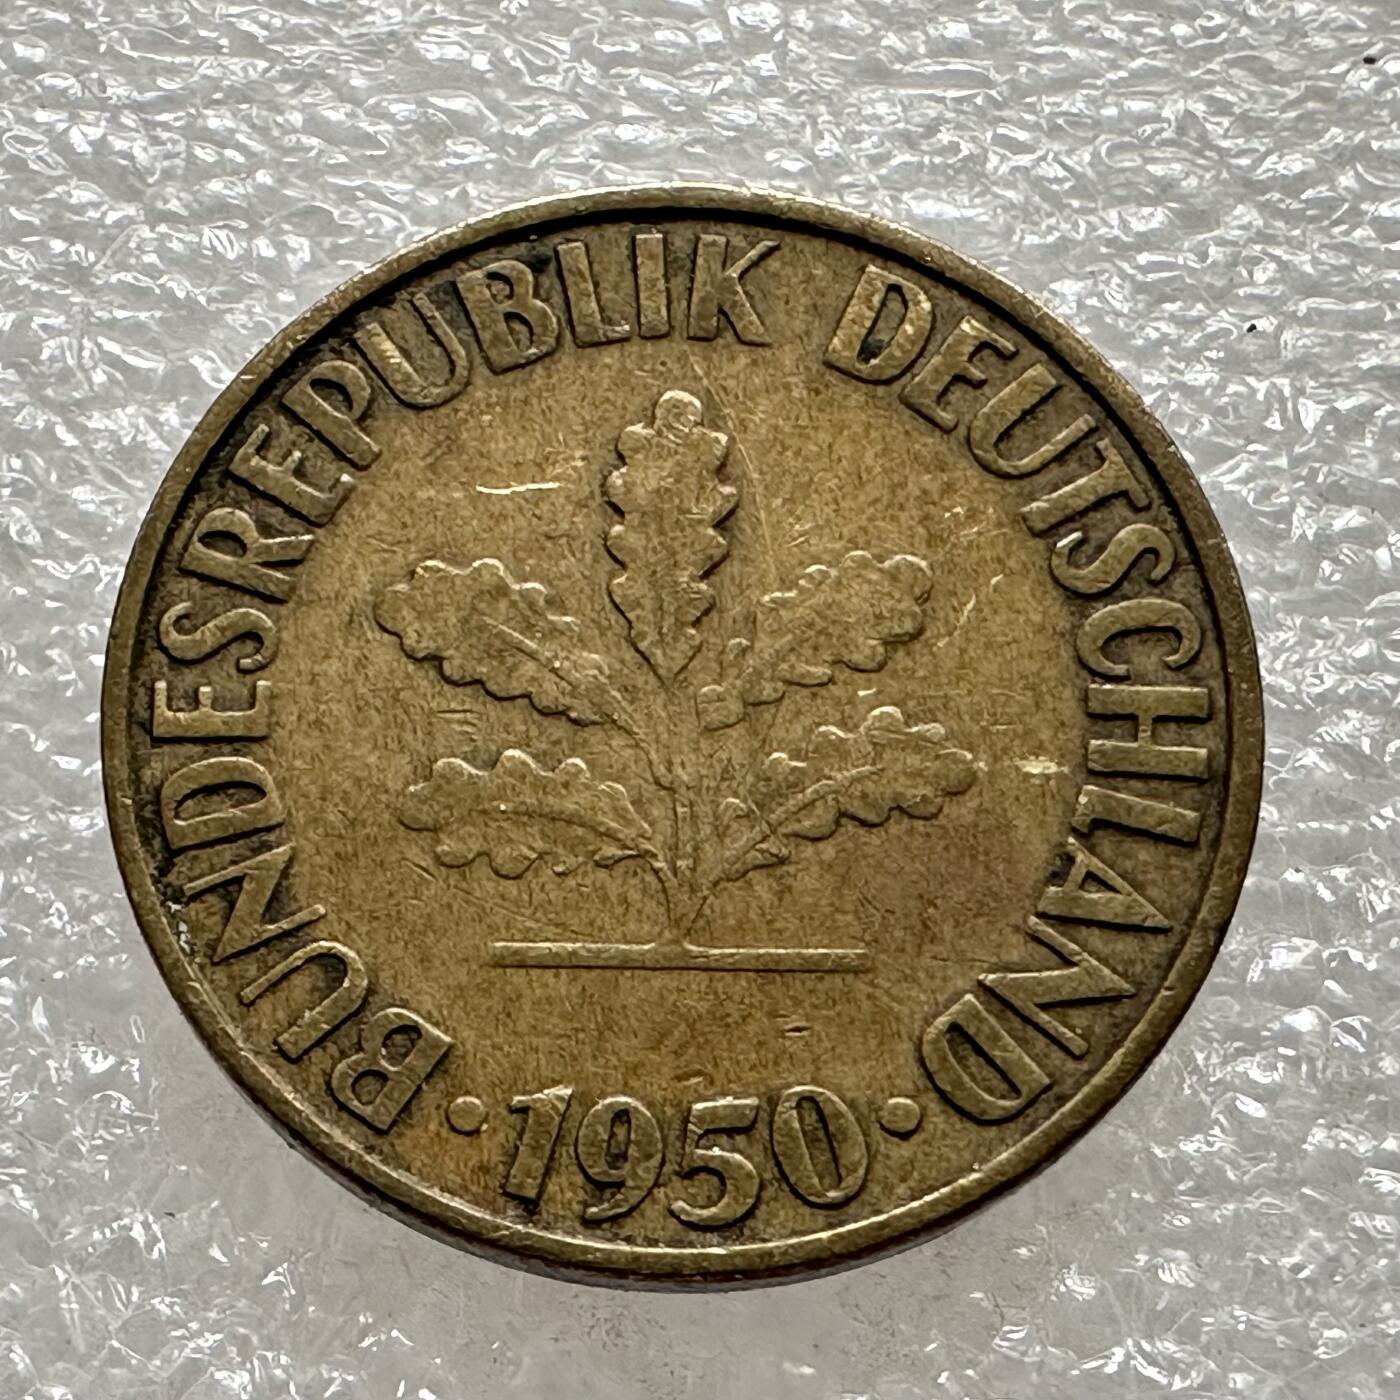 BUNDESREPUBLIK DEUTSCHLAND
• 1950 •